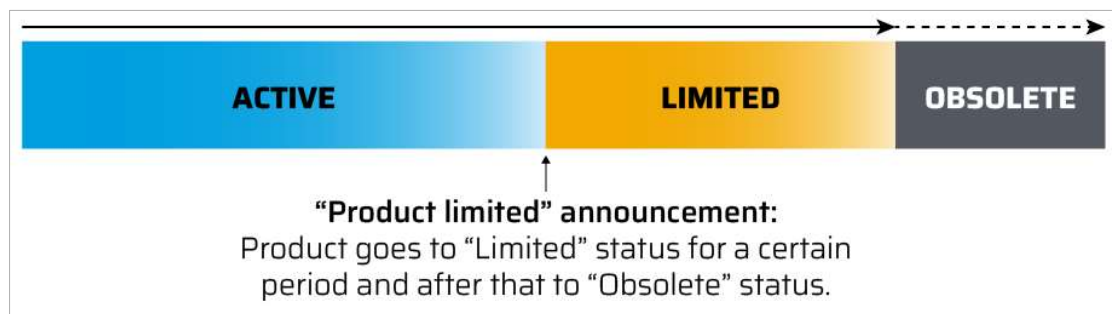 ACTIVE LIMITED OBSOLETE
“Product limited” announcement:
Product goes to “Limited” status for a certain
period and after that to “Obsolete” status.